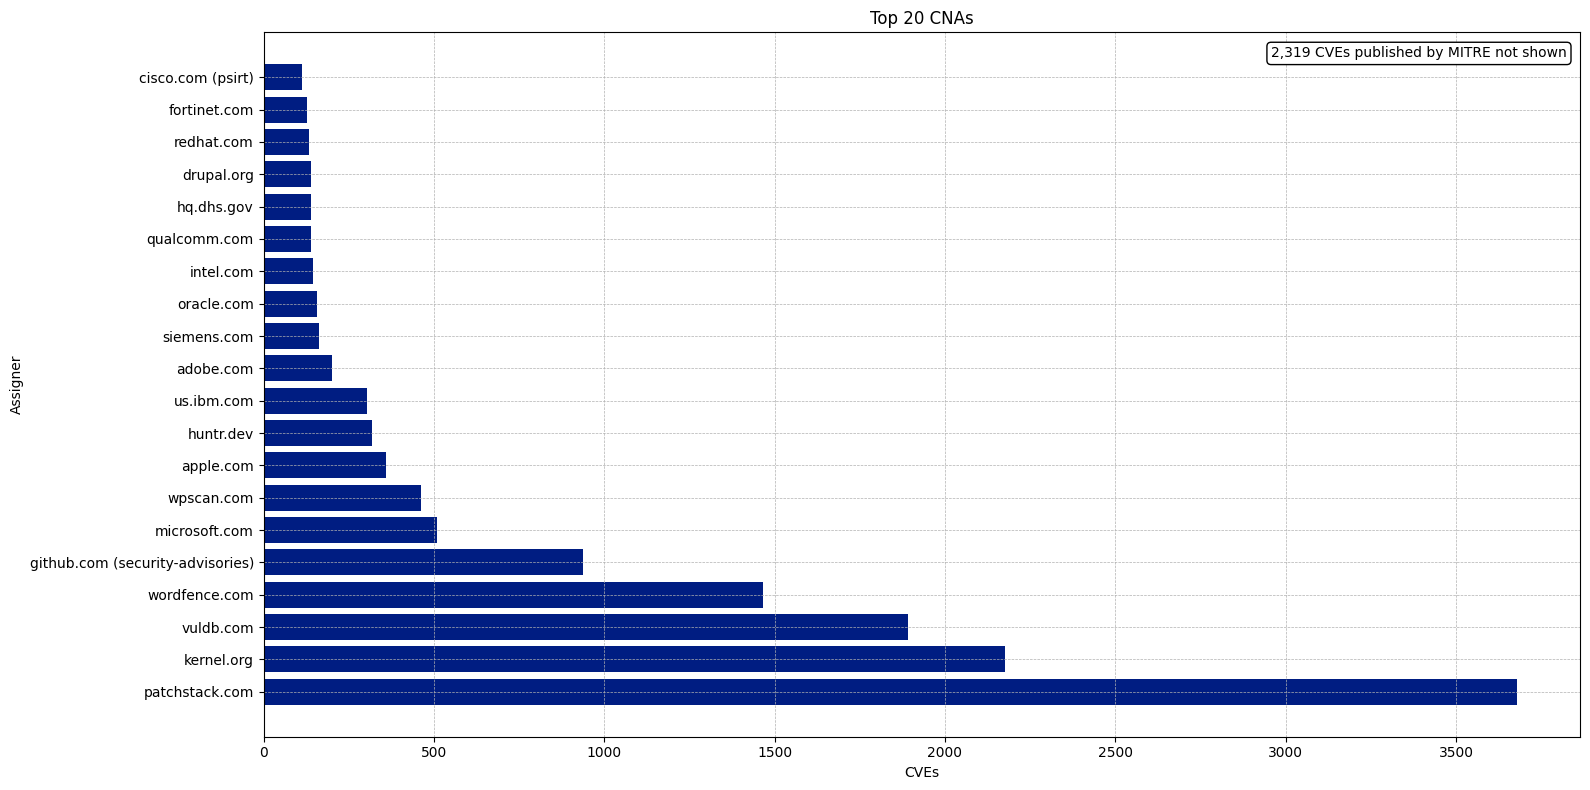 Top 20 CNAs
2,319 CVEs published by MITRE not shown
cisco.com (psirt)
fortinet.com
redhat.com
drupal.org
hq.dhs.gov
qualcomm.com
intel.com
oracle.com
siemens.com
adobe.com
us.ibm.com
huntr.dev
apple.com
wpscan.com
microsoft.com
github.com (security-advisories)
wordfence.com
vuldb.com
kernel.org
patchstack.com
Assigner
0 500 1000 1500 2000 2500 3000 3500
CVEs